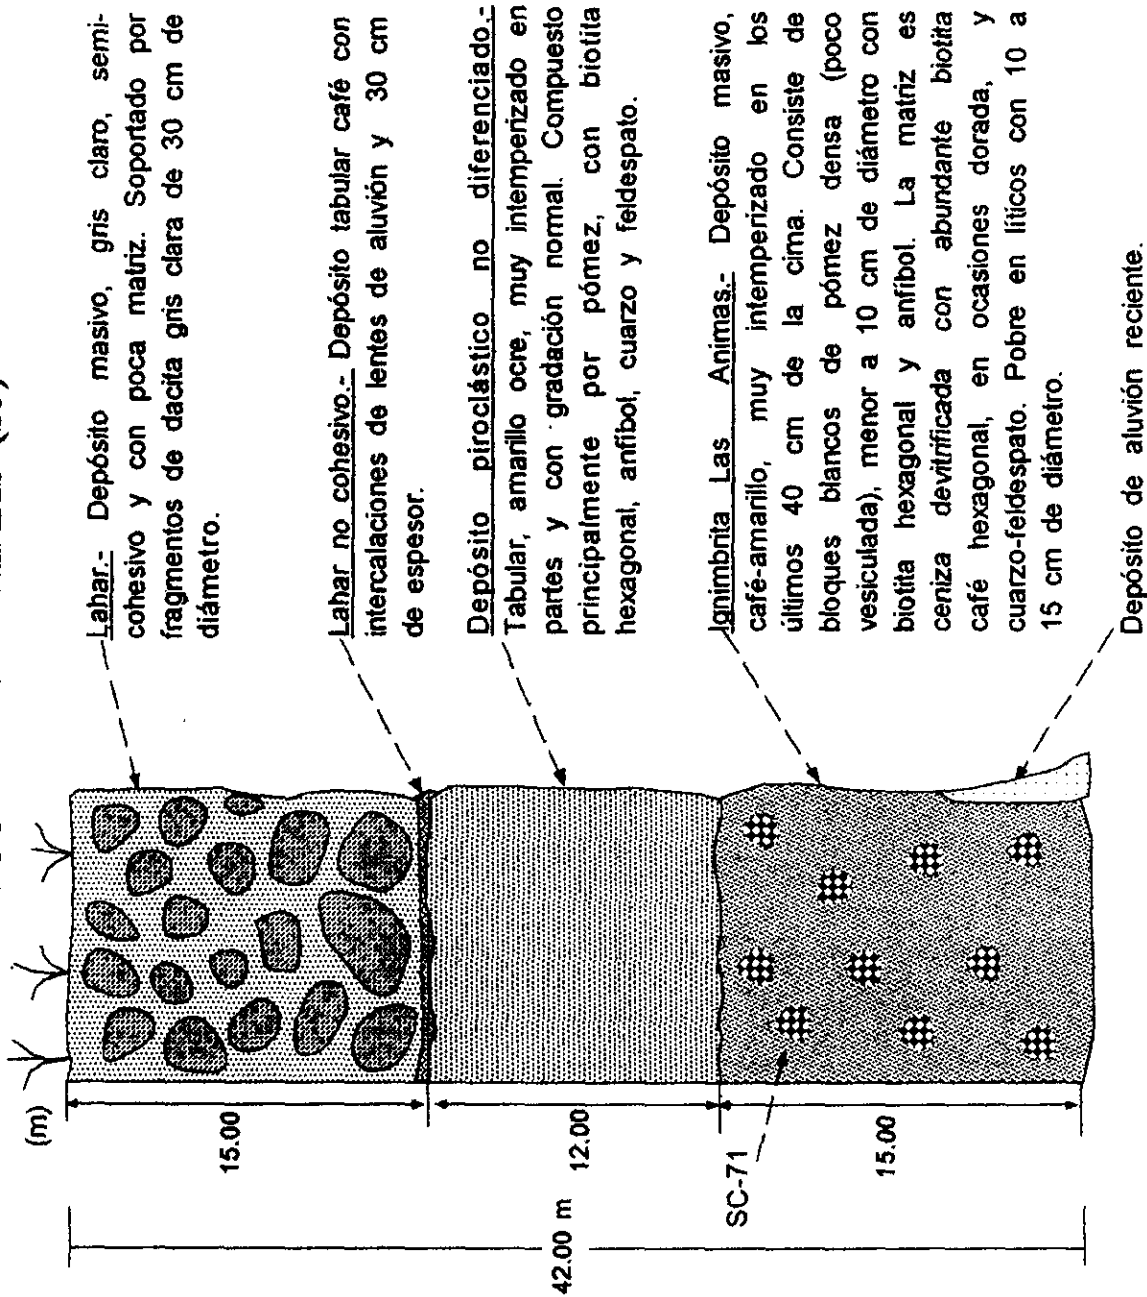 (m)
15.00
12.00
15.00
42.00 m
SC-71
Lahar.- Depósito masivo, gris claro, semi-
cohesivo y con poca matriz. Soportado por
fragmentos de dacita gris clara de 30 cm de
diámetro.
Lahar no cohesivo.- Depósito tabular café con
intercalaciones de lentes de aluvión y 30 cm
de espesor.
Depósito piroclástico no diferenciado.-
Tabular, amarillo ocre, muy intemperizado en
partes y con gradación normal. Compuesto
principalmente por pómez, con biotita
hexagonal, anfibol, cuarzo y feldespato.
Ignimbrita Las Animas.- Depósito masivo,
café-amarillo, muy intemperizado en los
últimos 40 cm de la cima. Consiste de
bloques blancos de pómez densa (poco
vesiculada), menor a 10 cm de diámetro con
biotita hexagonal y anfibol. La matriz es
ceniza devitrificada con abundante biotita
café hexagonal, en ocasiones dorada, y
cuarzo-feldespato. Pobre en líticos con 10 a
15 cm de diámetro.
Depósito de aluvión reciente.